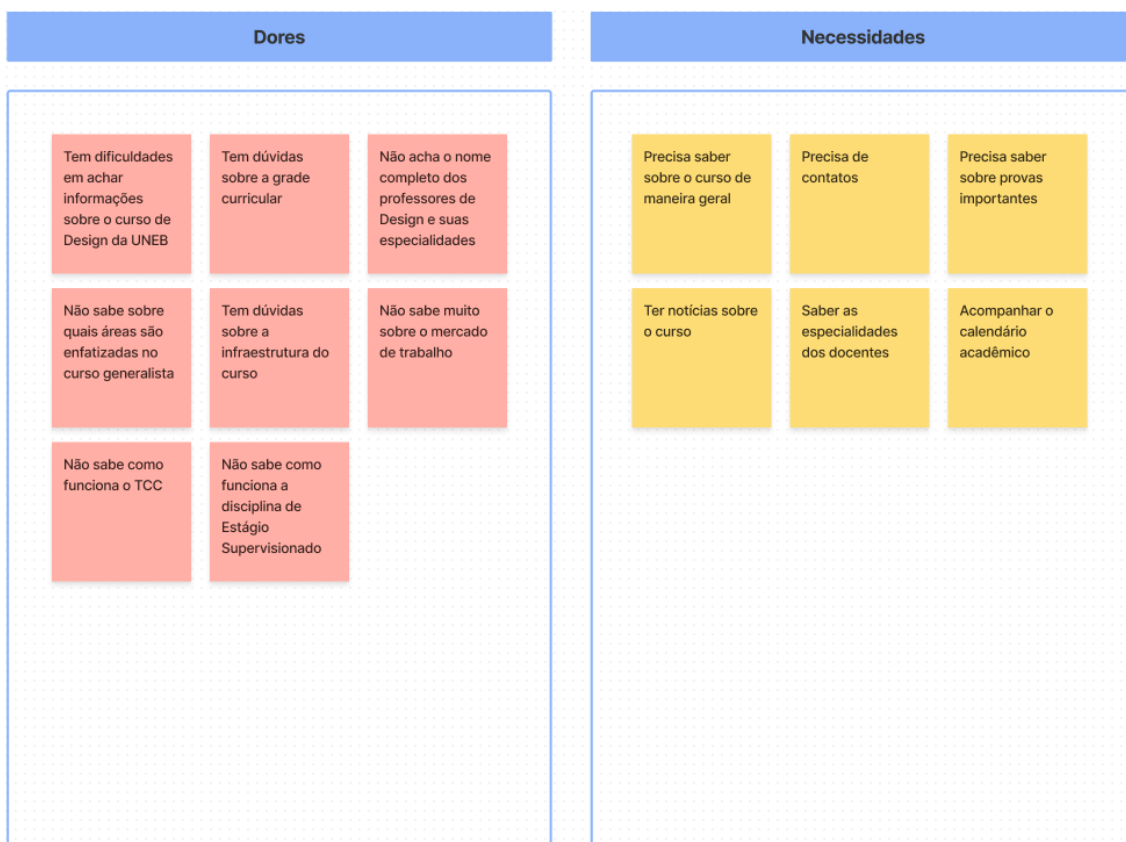 Dores
Tem dificuldades
em achar
informações
sobre o curso de
Design da UNEB
Tem dúvidas
sobre a grade
curricular
Não acha o nome
completo dos
professores de
Design e suas
especialidades
Não sabe sobre
quais áreas são
enfatizadas no
curso generalista
Tem dúvidas
sobre a
infraestrutura do
curso
Não sabe muito
sobre o mercado
de trabalho
Não sabe como
funciona o TCC
Não sabe como
funciona a
disciplina de
Estágio
Supervisionado
Necessidades
Precisa saber
sobre o curso de
maneira geral
Precisa de
contatos
Precisa saber
sobre provas
importantes
Ter notícias sobre
o curso
Saber as
especialidades
dos docentes
Acompanhar o
calendário
acadêmico